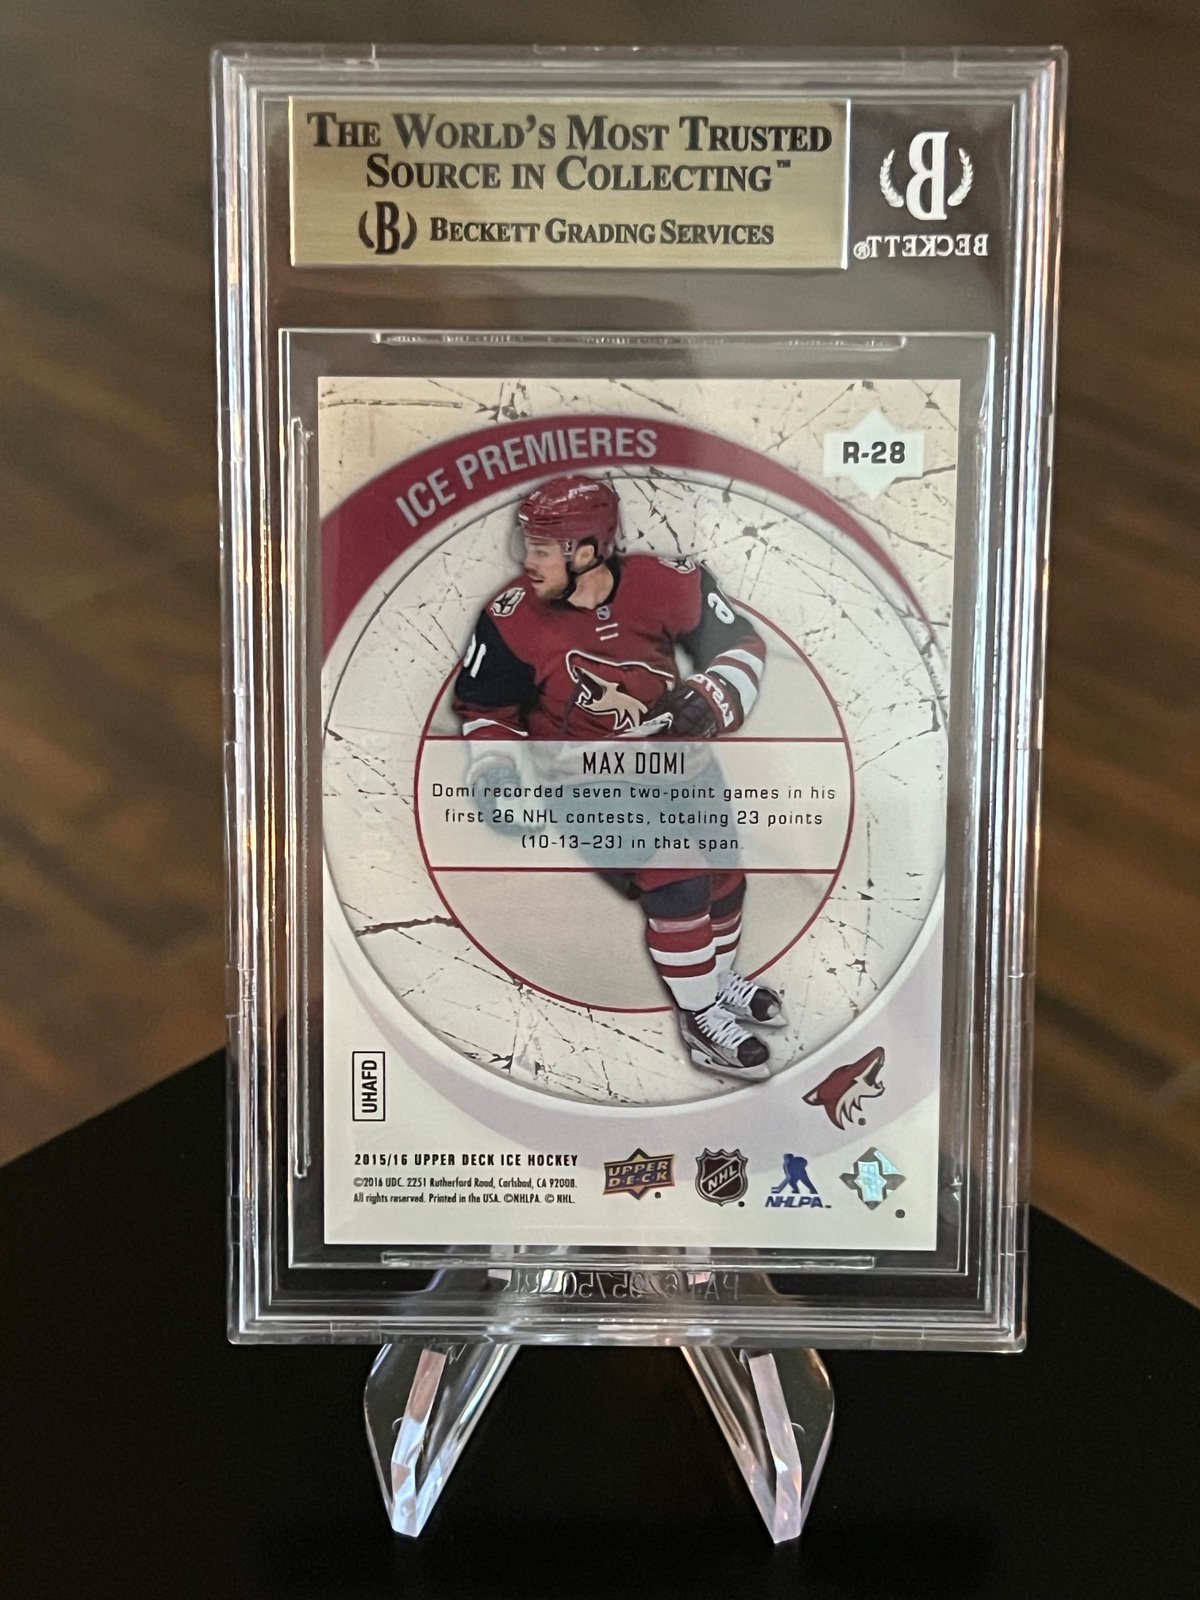 THE WORLD'S MOST TRUSTED
SOURCE IN COLLECTING™
B BECKETT GRADING SERVICES
B
BECKETT®
ICE PREMIERES
R-28
MAX DOMI
Domi recorded seven two-point games in his
first 26 NHL contests, totaling 23 points
(10-13–23) in that span.
UHAFD
2015/16 UPPER DECK ICE HOCKEY
©2016 UDC. 2251 Rutherford Road, Carlsbad, CA 92008.
All rights reserved. Printed in the USA. ©NHLPA. © NHL.
UPPER
DECK
NHL
NHLPA